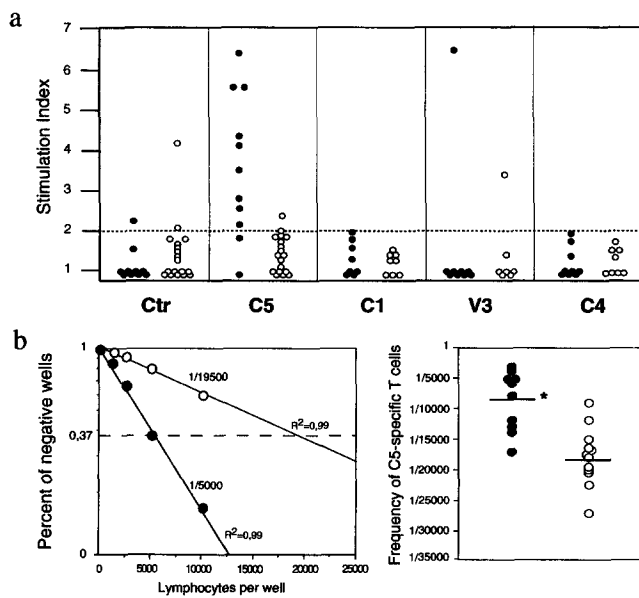 a
Stimulation Index
7
6
5
4
3
2
1
Ctr C5 C1 V3 C4
b
Percent of negative wells
1
0,37
0
1/19500
R²=0,99
1/5000
R²=0,99
0 5000 10000 15000 20000 25000
Lymphocytes per well
Frequency of C5-specific T cells
1
1/5000
1/10000
1/15000
1/20000
1/25000
1/30000
1/35000
*